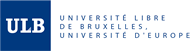 ULB
UNIVERSITÉ LIBRE
DE BRUXELLES,
UNIVERSITÉ D'EUROPE